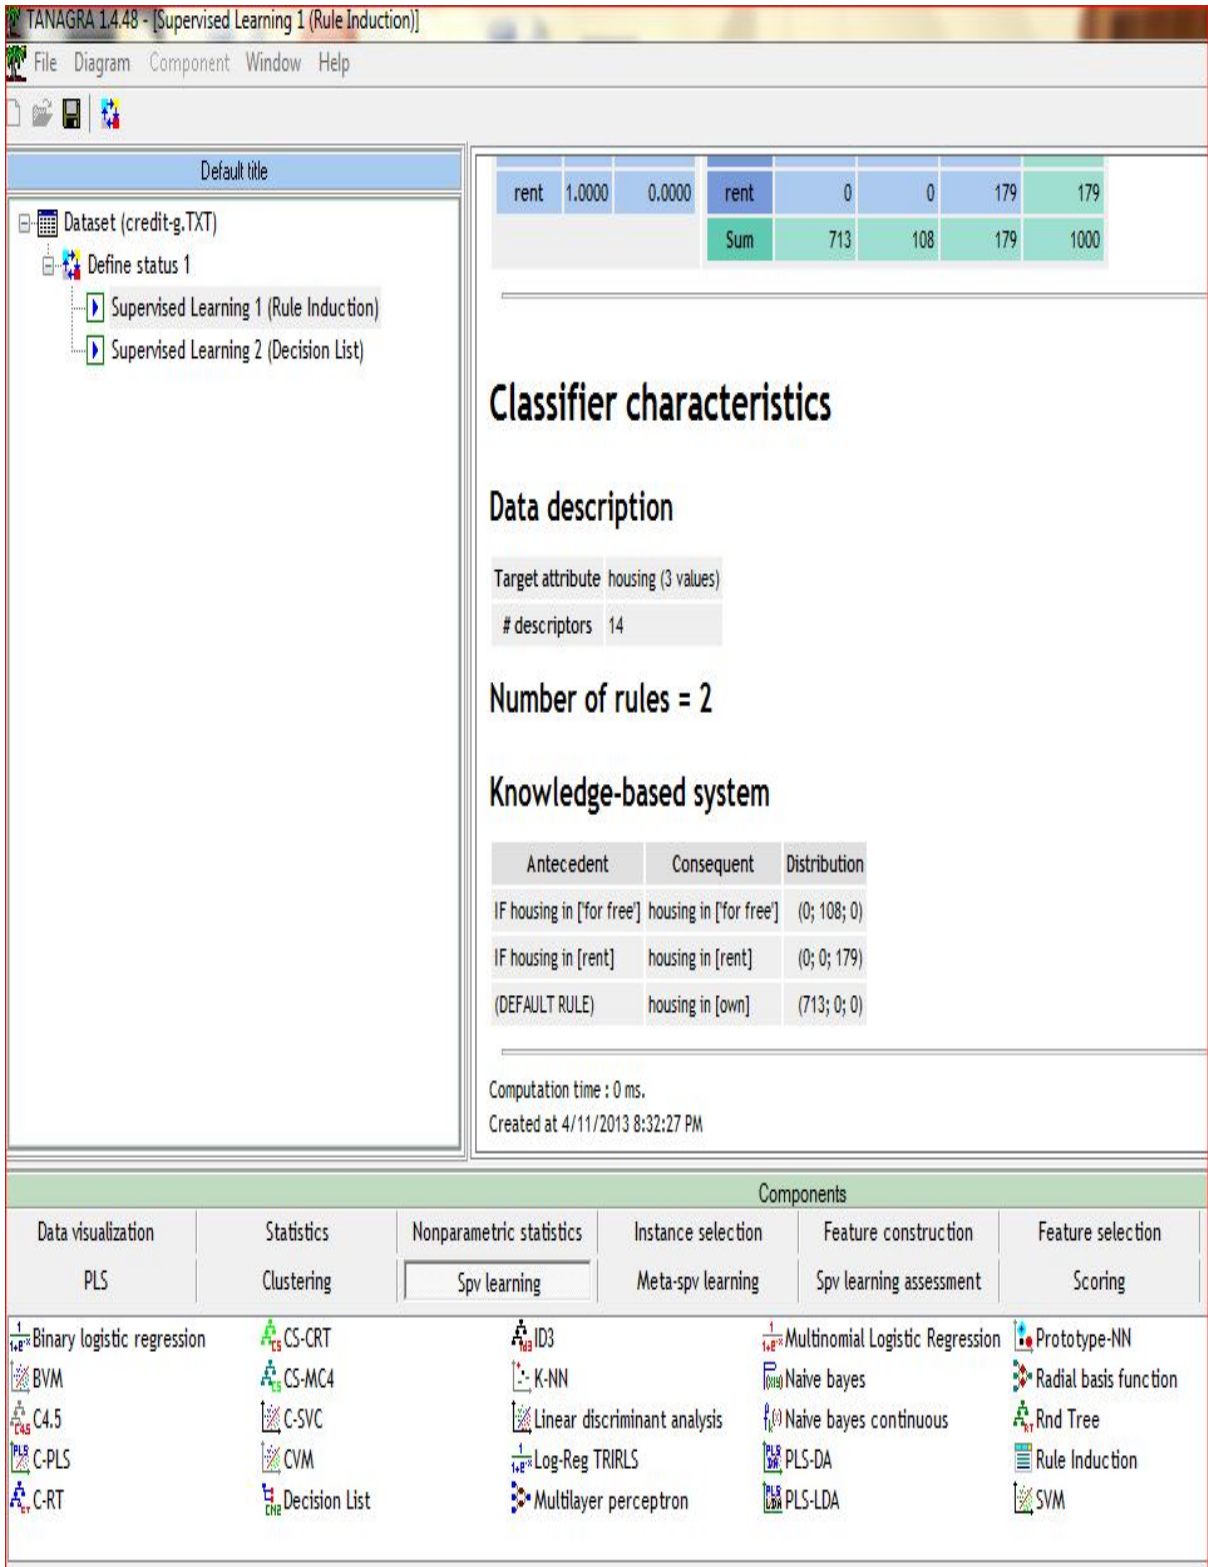 TANAGRA 1.4.48 - [Supervised Learning 1 (Rule Induction)]
File Diagram Component Window Help
Default title
Dataset (credit-g.TXT)
Define status 1
Supervised Learning 1 (Rule Induction)
Supervised Learning 2 (Decision List)
rent 1.0000 0.0000 rent 0 0 179 179
Sum 713 108 179 1000
Classifier characteristics
Data description
Target attribute housing (3 values)
# descriptors 14
Number of rules = 2
Knowledge-based system
Antecedent Consequent Distribution
IF housing in ['for free'] housing in ['for free'] (0; 108; 0)
IF housing in [rent] housing in [rent] (0; 0; 179)
(DEFAULT RULE) housing in [own] (713; 0; 0)
Computation time : 0 ms.
Created at 4/11/2013 8:32:27 PM
Components
Data visualization Statistics Nonparametric statistics Instance selection Feature construction Feature selection
PLS Clustering Spv learning Meta-spv learning Spv learning assessment Scoring
Binary logistic regression CS-CRT ID3 Multinomial Logistic Regression Prototype-NN
BVM CS-MC4 K-NN Naive bayes Radial basis function
C4.5 C-SVC Linear discriminant analysis Naive bayes continuous Rnd Tree
C-PLS CVM Log-Reg TRIRLS PLS-DA Rule Induction
C-RT Decision List Multilayer perceptron PLS-LDA SVM